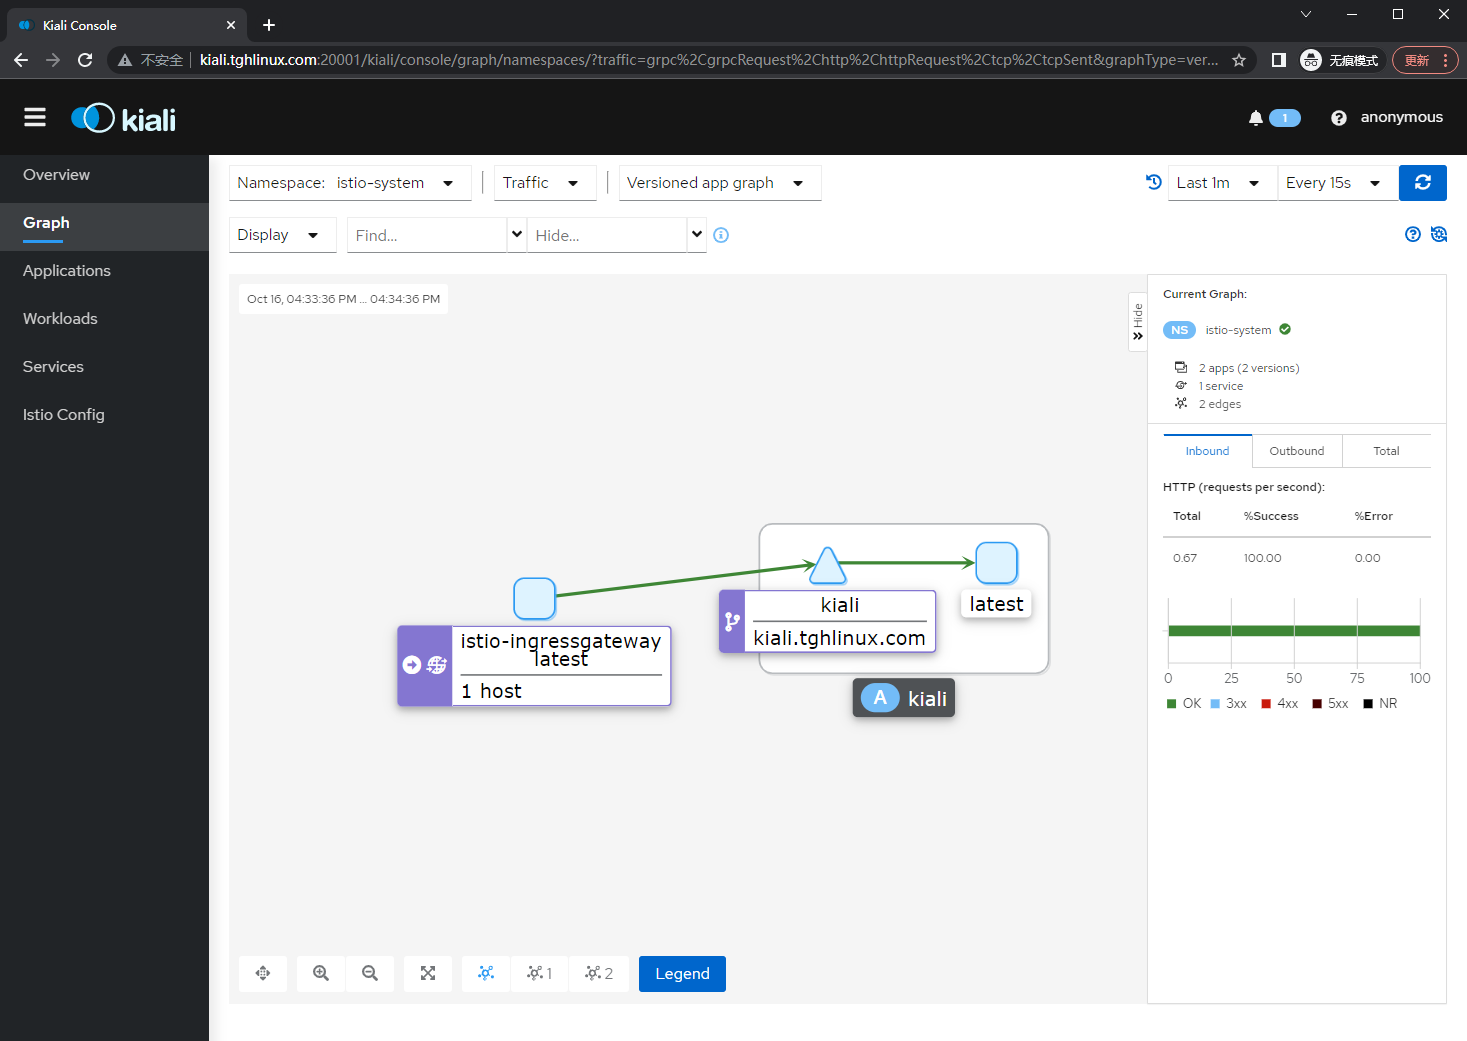 Kiali Console
不安全 kiali.tghlinux.com:20001/kiali/console/graph/namespaces/?traffic=grpc%2CgrpcRequest%2Chttp%2ChttpRequest%2Ctcp%2CtcpSent&graphType=ver... 无痕模式 更新
kiali
1 anonymous
Overview
Graph
Applications
Workloads
Services
Istio Config
Namespace: istio-system Traffic Versioned app graph Last 1m Every 15s
Display Find... Hide...
Oct 16, 04:33:36 PM ... 04:34:36 PM
Hide
istio-ingressgateway
latest
1 host
kiali
kiali.tghlinux.com
latest
A kiali
Legend
1
2
Current Graph:
NS istio-system
2 apps (2 versions)
1 service
2 edges
Inbound Outbound Total
HTTP (requests per second):
Total %Success %Error
0.67 100.00 0.00
0 25 50 75 100
OK 3xx 4xx 5xx NR